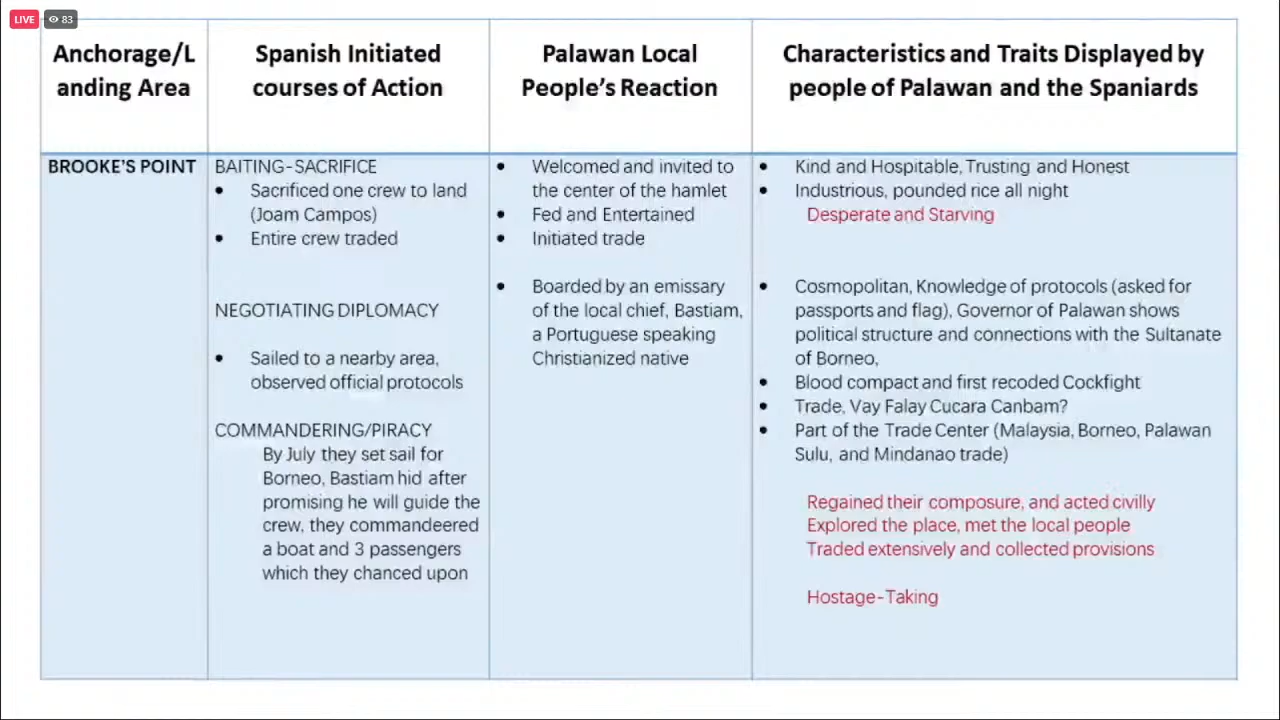 LIVE 83
Anchorage/L
anding Area
Spanish Initiated
courses of Action
Palawan Local
People's Reaction
Characteristics and Traits Displayed by
people of Palawan and the Spaniards
BROOKE'S POINT
BAITING-SACRIFICE
• Sacrificed one crew to land
(Joam Campos)
• Entire crew traded
NEGOTIATING DIPLOMACY
• Sailed to a nearby area,
observed official protocols
COMMANDERING/PIRACY
By July they set sail for
Borneo, Bastiam hid after
promising he will guide the
crew, they commandeered
a boat and 3 passengers
which they chanced upon
• Welcomed and invited to
the center of the hamlet
• Fed and Entertained
• Initiated trade
• Boarded by an emissary
of the local chief, Bastiam,
a Portuguese speaking
Christianized native
• Kind and Hospitable, Trusting and Honest
• Industrious, pounded rice all night
Desperate and Starving
• Cosmopolitan, Knowledge of protocols (asked for
passports and flag), Governor of Palawan shows
political structure and connections with the Sultanate
of Borneo,
• Blood compact and first recoded Cockfight
• Trade, Vay Falay Cucara Canbam?
• Part of the Trade Center (Malaysia, Borneo, Palawan
Sulu, and Mindanao trade)
Regained their composure, and acted civilly
Explored the place, met the local people
Traded extensively and collected provisions
Hostage-Taking